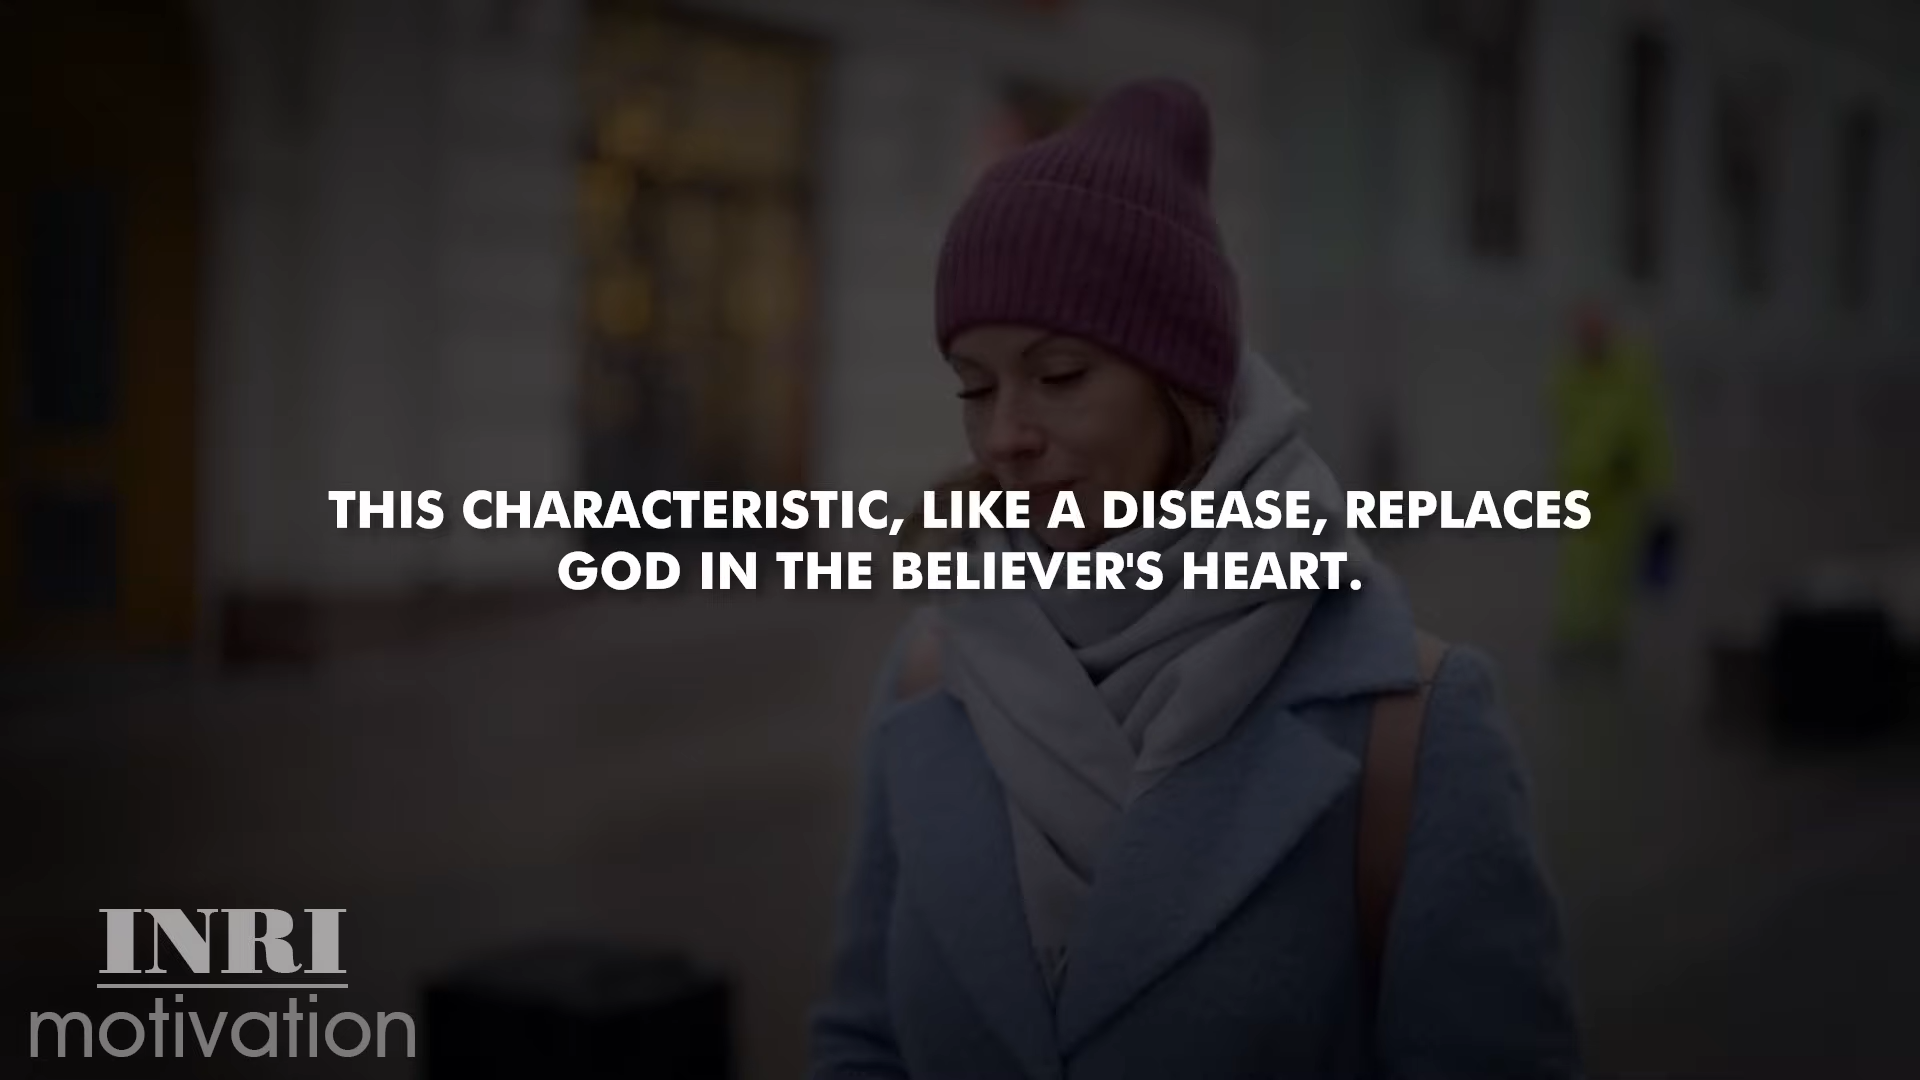 THIS CHARACTERISTIC, LIKE A DISEASE, REPLACES
GOD IN THE BELIEVER'S HEART.
INRI
motivation